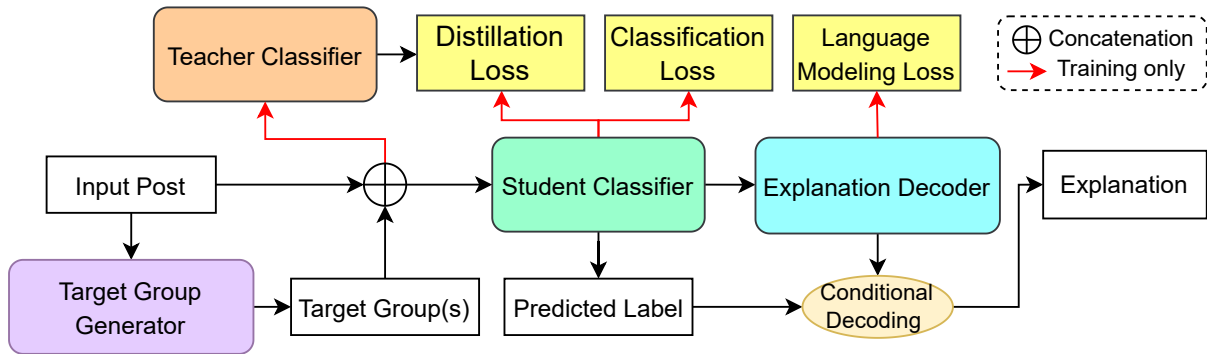 Teacher Classifier
Distillation
Loss
Classification
Loss
Language
Modeling Loss
Concatenation
Training only
Input Post
Student Classifier
Explanation Decoder
Explanation
Target Group
Generator
Target Group(s)
Predicted Label
Conditional
Decoding